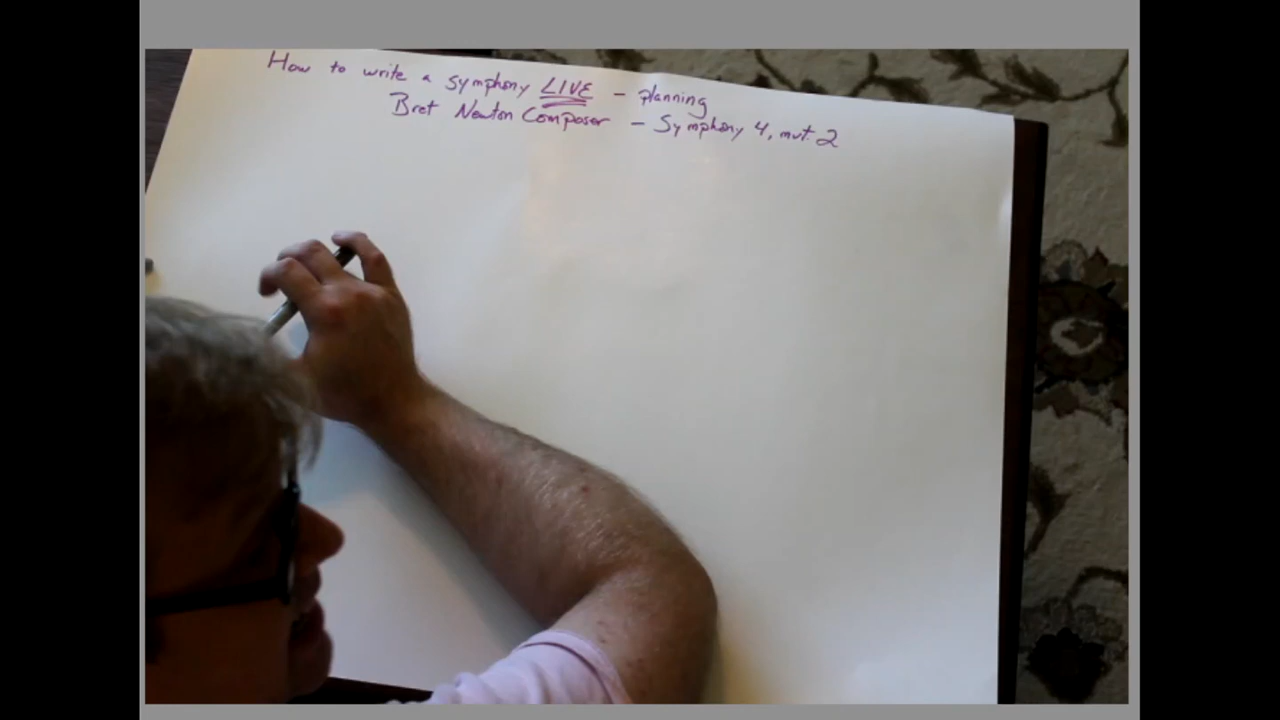 How to write a symphony LIVE - planning
Bret Newton Composer - Symphony 4, mvt. 2